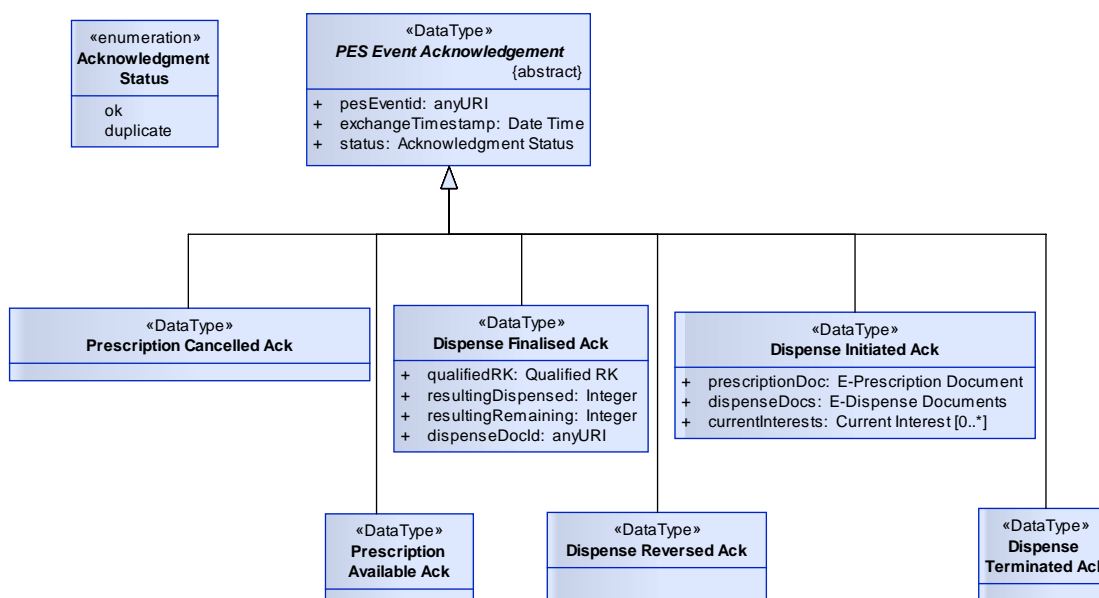 «enumeration»
Acknowledgment
Status
ok
duplicate
«DataType»
PES Event Acknowledgement
{abstract}
+ pesEventid: anyURI
+ exchangeTimestamp: Date Time
+ status: Acknowledgment Status
«DataType»
Prescription Cancelled Ack
«DataType»
Dispense Finalised Ack
+ qualifiedRK: Qualified RK
+ resultingDispensed: Integer
+ resultingRemaining: Integer
+ dispenseDocId: anyURI
«DataType»
Dispense Initiated Ack
+ prescriptionDoc: E-Prescription Document
+ dispenseDocs: E-Dispense Documents
+ currentInterests: Current Interest [0..*]
«DataType»
Prescription
Available Ack
«DataType»
Dispense Reversed Ack
«DataType»
Dispense
Terminated Ack